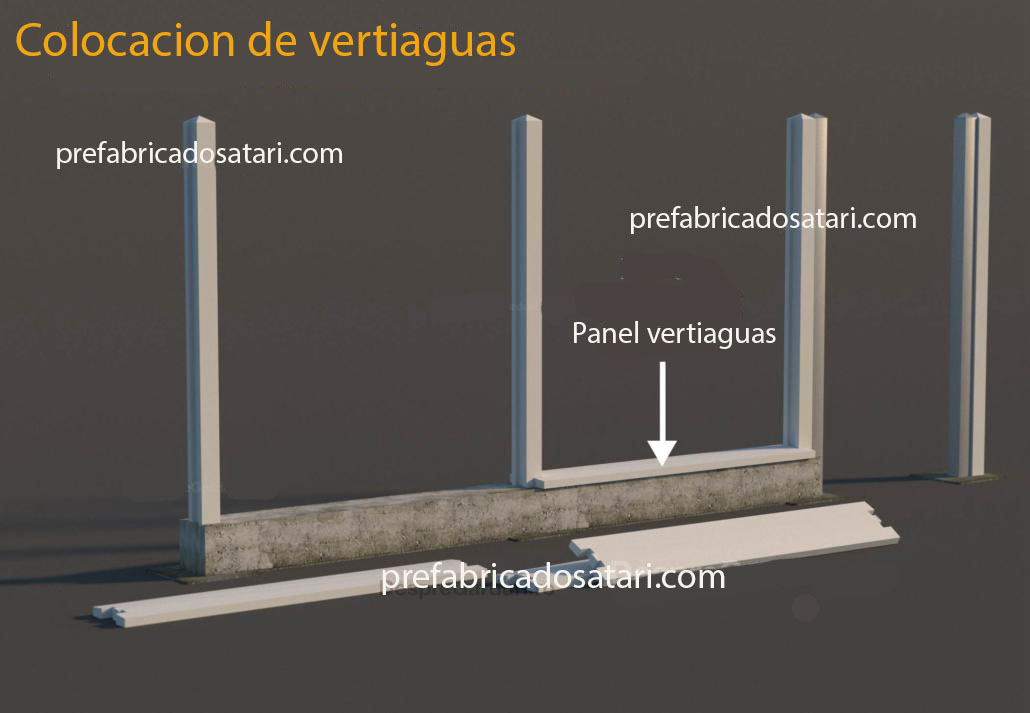 Colocacion de vertiaguas
prefabricadosatari.com
prefabricadosatari.com
Panel vertiaguas
prefabricadosatari.com